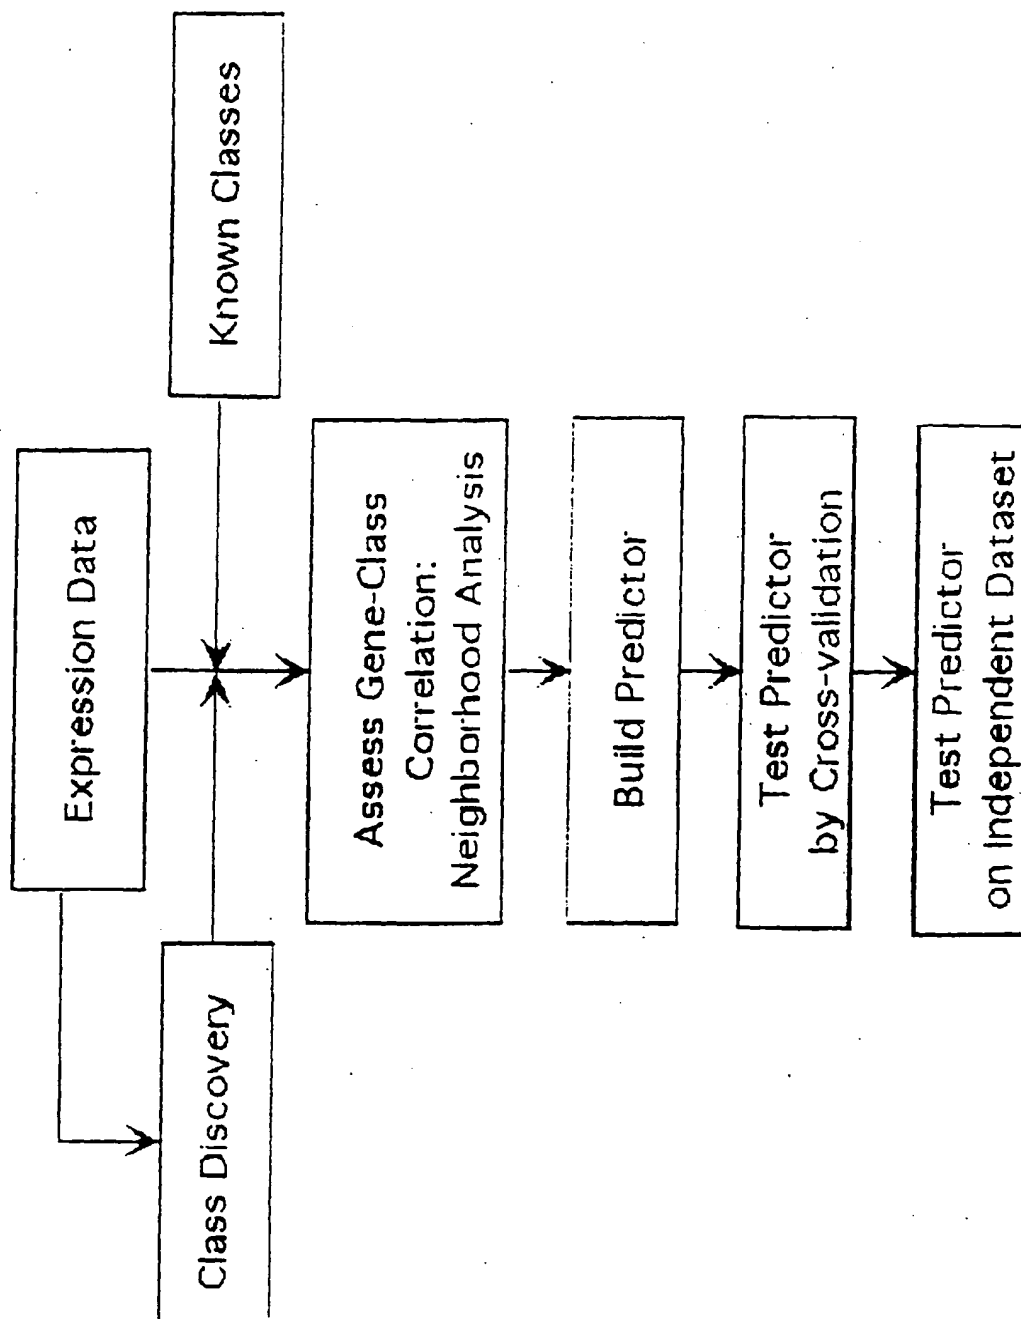 Expression Data
Class Discovery
Known Classes
Assess Gene-Class
Correlation:
Neighborhood Analysis
Build Predictor
Test Predictor
by Cross-validation
Test Predictor
on Independent Dataset